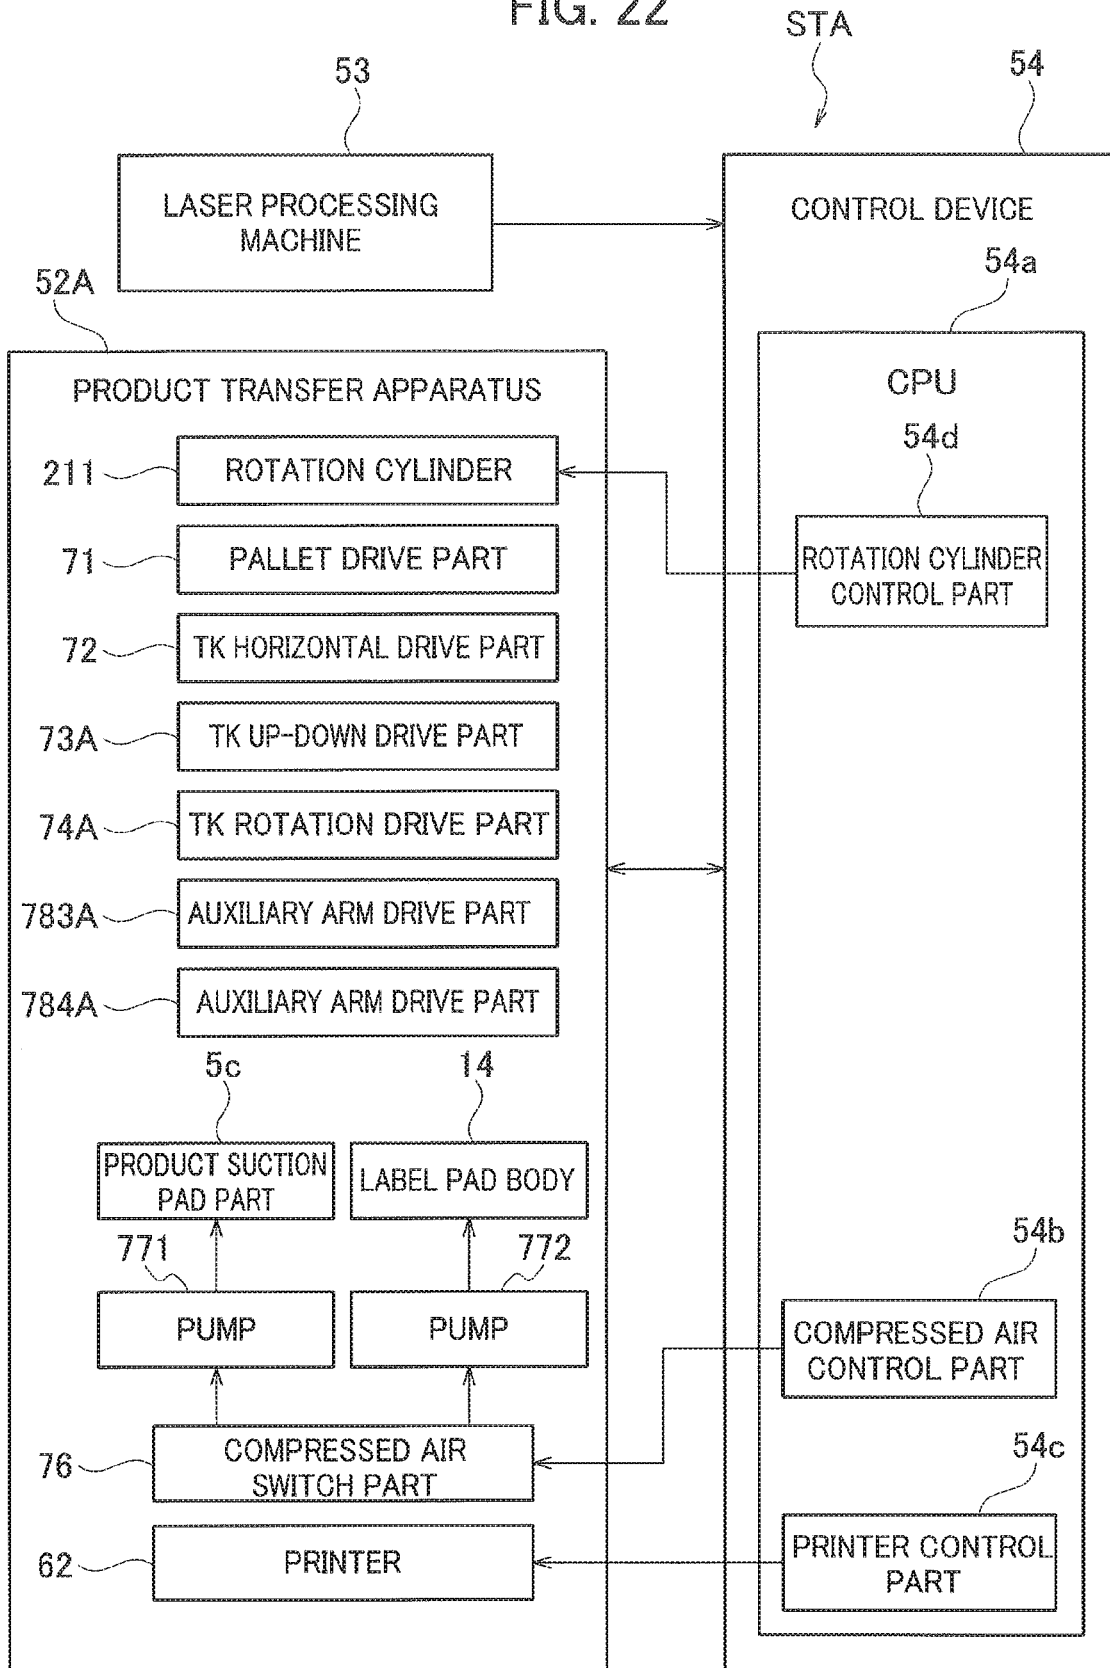 FIG. 22
STA
53
54
LASER PROCESSING
MACHINE
CONTROL DEVICE
52A
54a
PRODUCT TRANSFER APPARATUS
CPU
54d
211
ROTATION CYLINDER
ROTATION CYLINDER
CONTROL PART
71
PALLET DRIVE PART
72
TK HORIZONTAL DRIVE PART
73A
TK UP-DOWN DRIVE PART
74A
TK ROTATION DRIVE PART
783A
AUXILIARY ARM DRIVE PART
784A
AUXILIARY ARM DRIVE PART
5c
14
PRODUCT SUCTION
PAD PART
LABEL PAD BODY
771
772
54b
PUMP
PUMP
COMPRESSED AIR
CONTROL PART
76
COMPRESSED AIR
SWITCH PART
54c
62
PRINTER
PRINTER CONTROL
PART